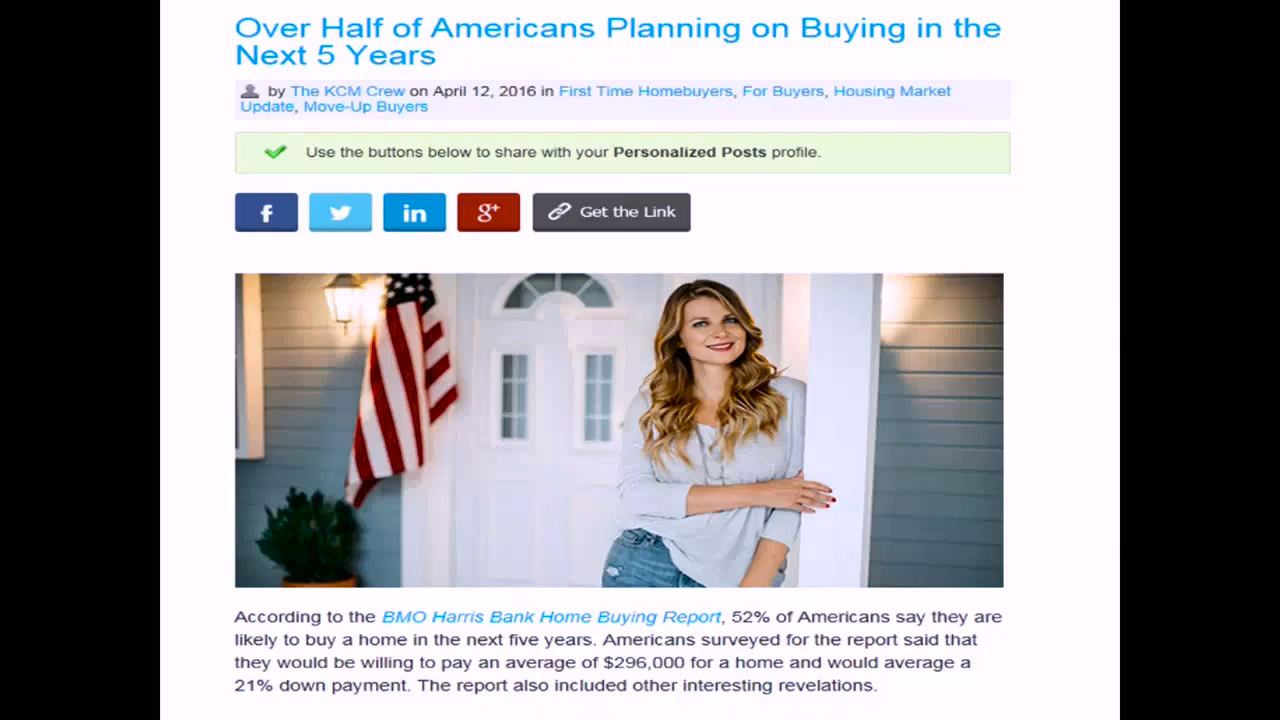 Over Half of Americans Planning on Buying in the
Next 5 Years
by The KCM Crew on April 12, 2016 in First Time Homebuyers, For Buyers, Housing Market
Update, Move-Up Buyers
Use the buttons below to share with your Personalized Posts profile.
f in g+ Get the Link
According to the BMO Harris Bank Home Buying Report, 52% of Americans say they are
likely to buy a home in the next five years. Americans surveyed for the report said that
they would be willing to pay an average of $296,000 for a home and would average a
21% down payment. The report also included other interesting revelations.